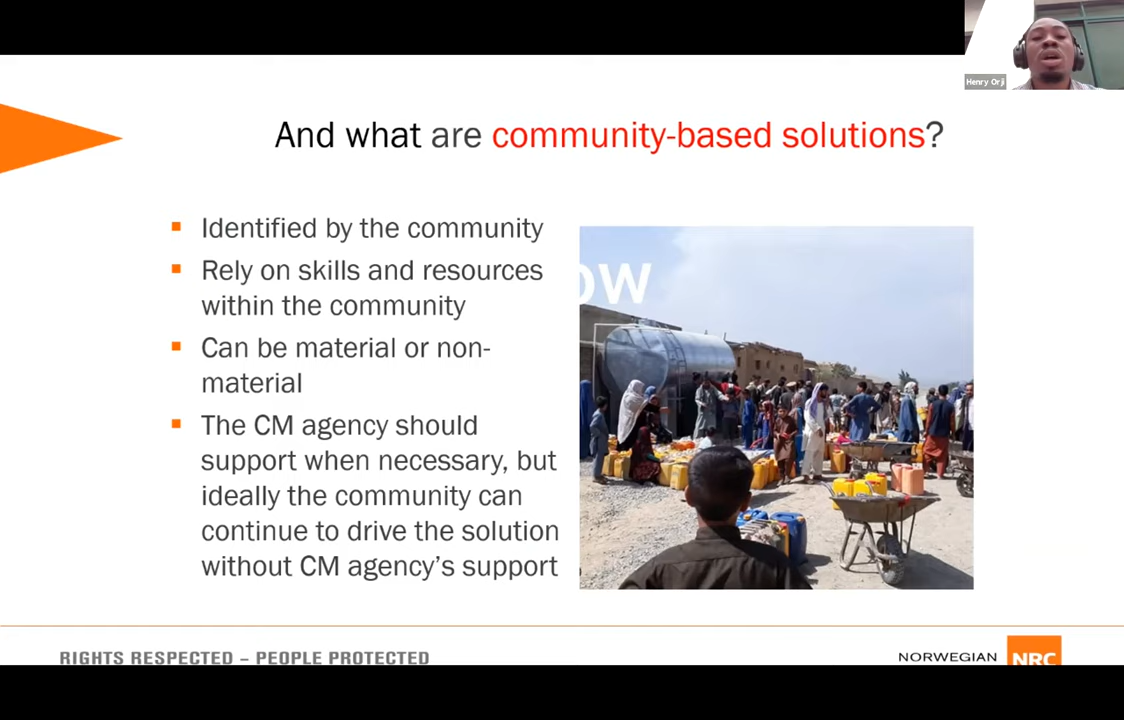 Henry Orji
And what are community-based solutions?
Identified by the community
Rely on skills and resources
within the community
Can be material or non-
material
The CM agency should
support when necessary, but
ideally the community can
continue to drive the solution
without CM agency's support
ow
RIGHTS RESPECTED – PEOPLE PROTECTED
NORWEGIAN
NRC